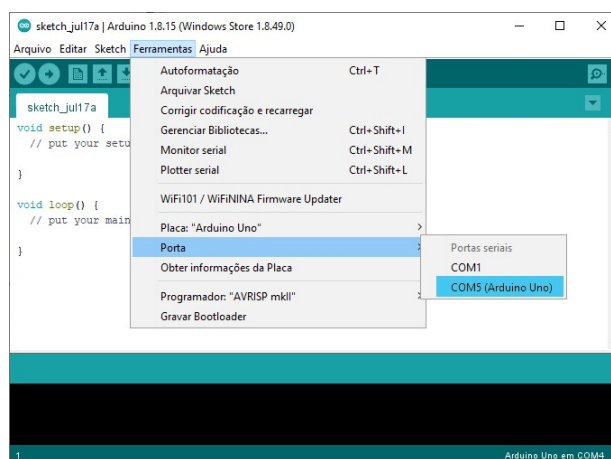 sketch_jul17a | Arduino 1.8.15 (Windows Store 1.8.49.0)
Arquivo Editar Sketch Ferramentas Ajuda
sketch_jul17a
void setup() {
// put your setu
}
void loop() {
// put your main
}
Autoformatação Ctrl+T
Arquivar Sketch
Corrigir codificação e recarregar
Gerenciar Bibliotecas... Ctrl+Shift+I
Monitor serial Ctrl+Shift+M
Plotter serial Ctrl+Shift+L
WiFi101 / WiFiNINA Firmware Updater
Placa: "Arduino Uno"
Porta
Obter informações da Placa
Programador: "AVRISP mkII"
Gravar Bootloader
Portas seriais
COM1
COM5 (Arduino Uno)
1 Arduino Uno em COM4